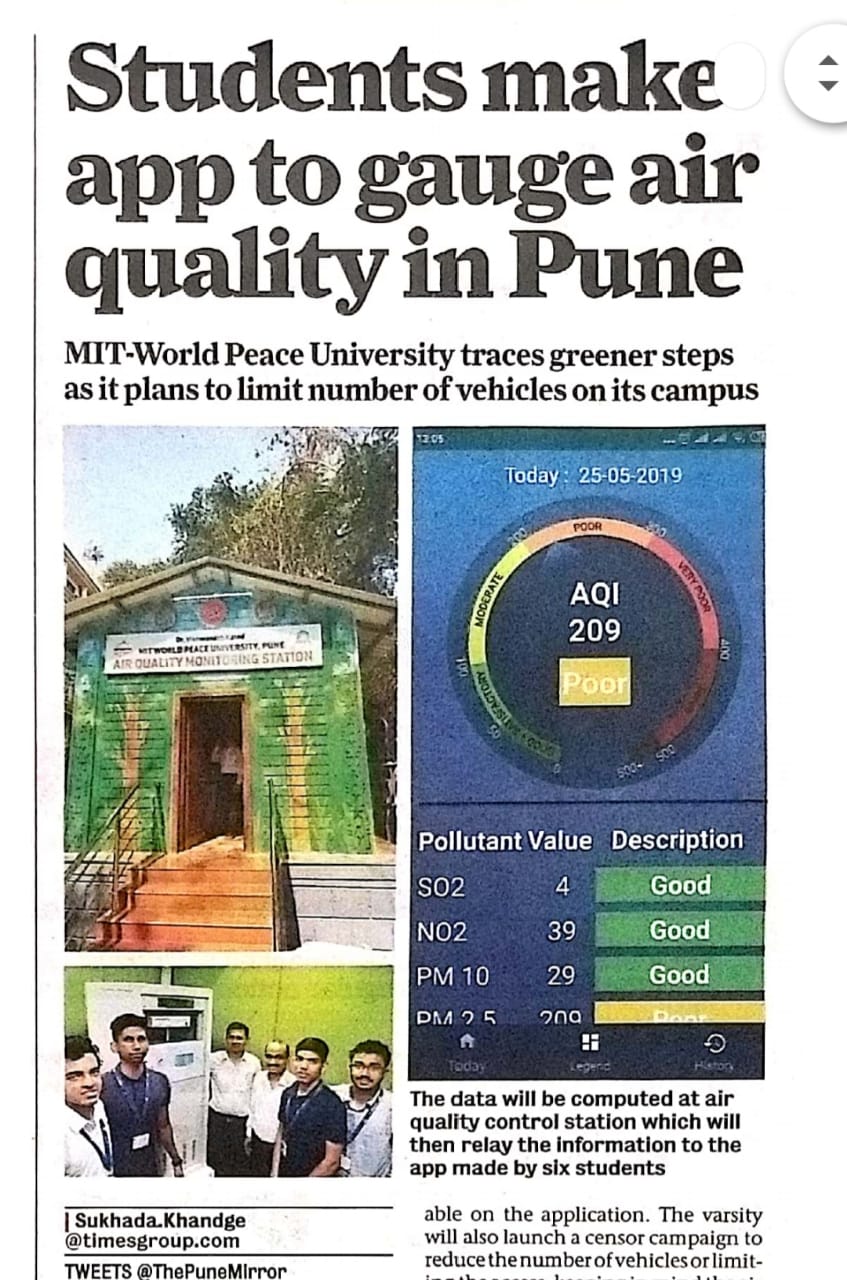 Students make
app to gauge air
quality in Pune
MIT-World Peace University traces greener steps
as it plans to limit number of vehicles on its campus
MIT WORLD PEACE UNIVERSITY, PUNE
AIR QUALITY MONITORING STATION
12:05
Today : 25-05-2019
POOR
MODERATE
VERY POOR
100
400
50
500
0
AQI
209
Poor
Pollutant Value Description
SO2 4 Good
NO2 39 Good
PM 10 29 Good
PM 2.5 209 Poor
Today Legend History
The data will be computed at air
quality control station which will
then relay the information to the
app made by six students
| Sukhada.Khandge
@timesgroup.com
TWEETS @ThePuneMirror
able on the application. The varsity
will also launch a censor campaign to
reduce the number of vehicles or limit-